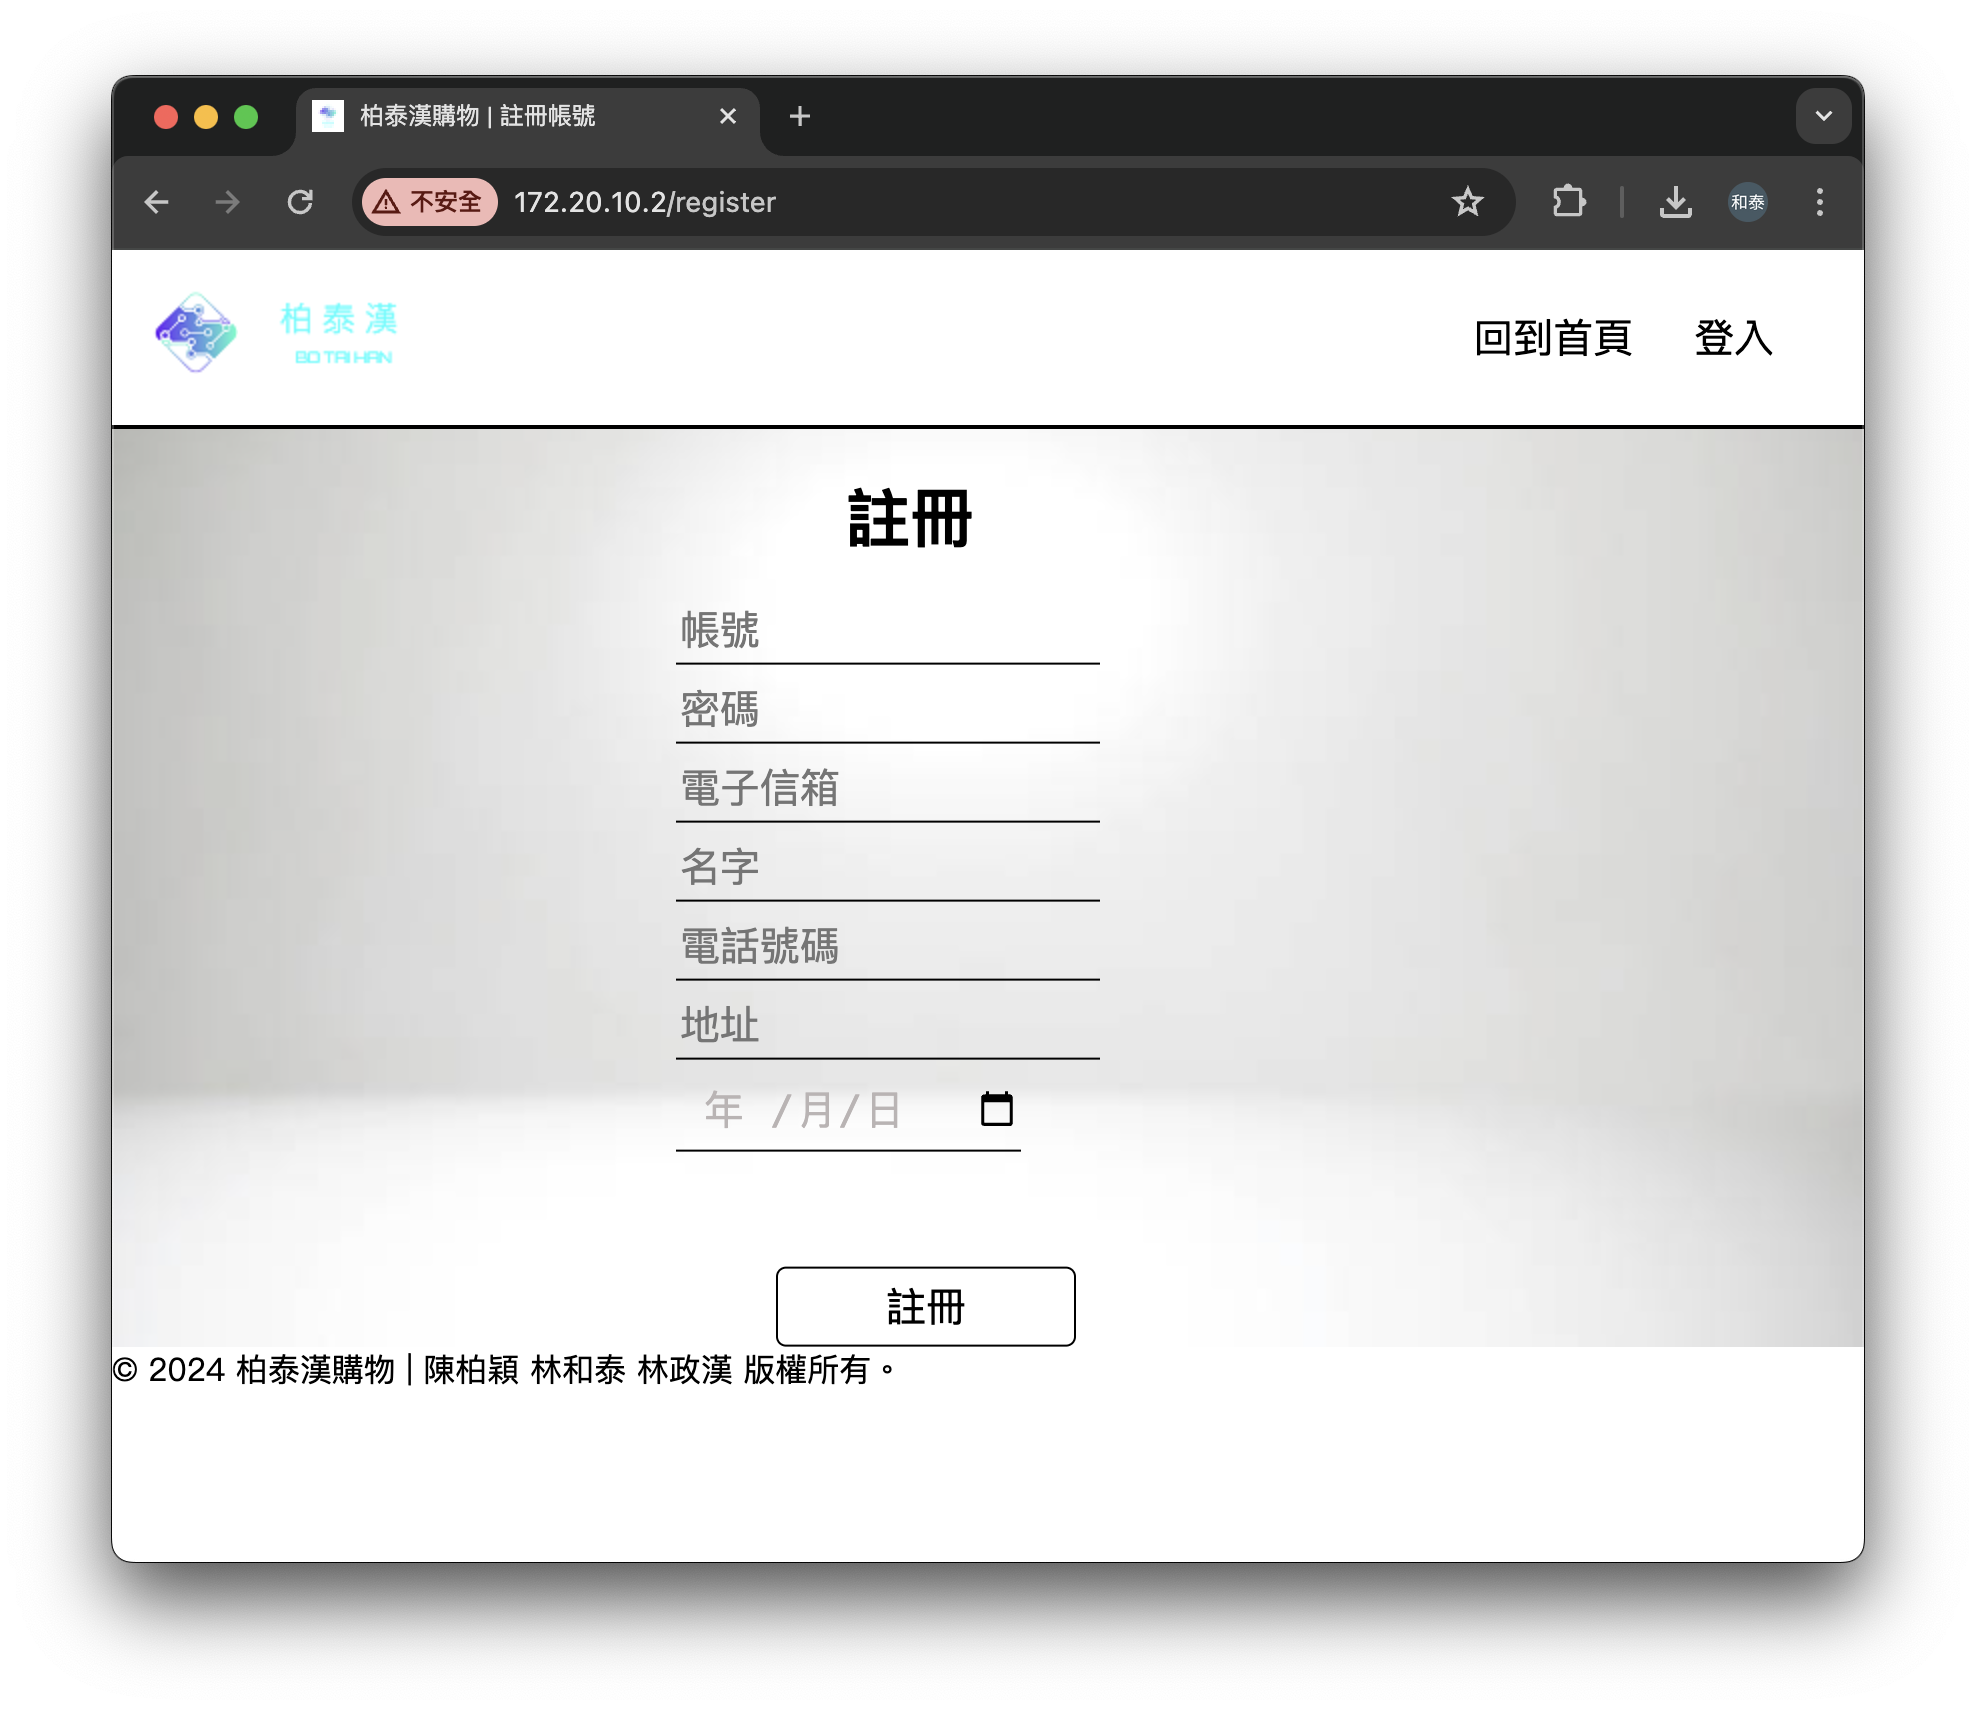 柏泰漢購物 | 註冊帳號
不安全 172.20.10.2/register
和泰
柏泰漢
BO TAI HAN
回到首頁 登入
註冊
帳號
密碼
電子信箱
名字
電話號碼
地址
年 /月/日
註冊
© 2024 柏泰漢購物 | 陳柏穎 林和泰 林政漢 版權所有。